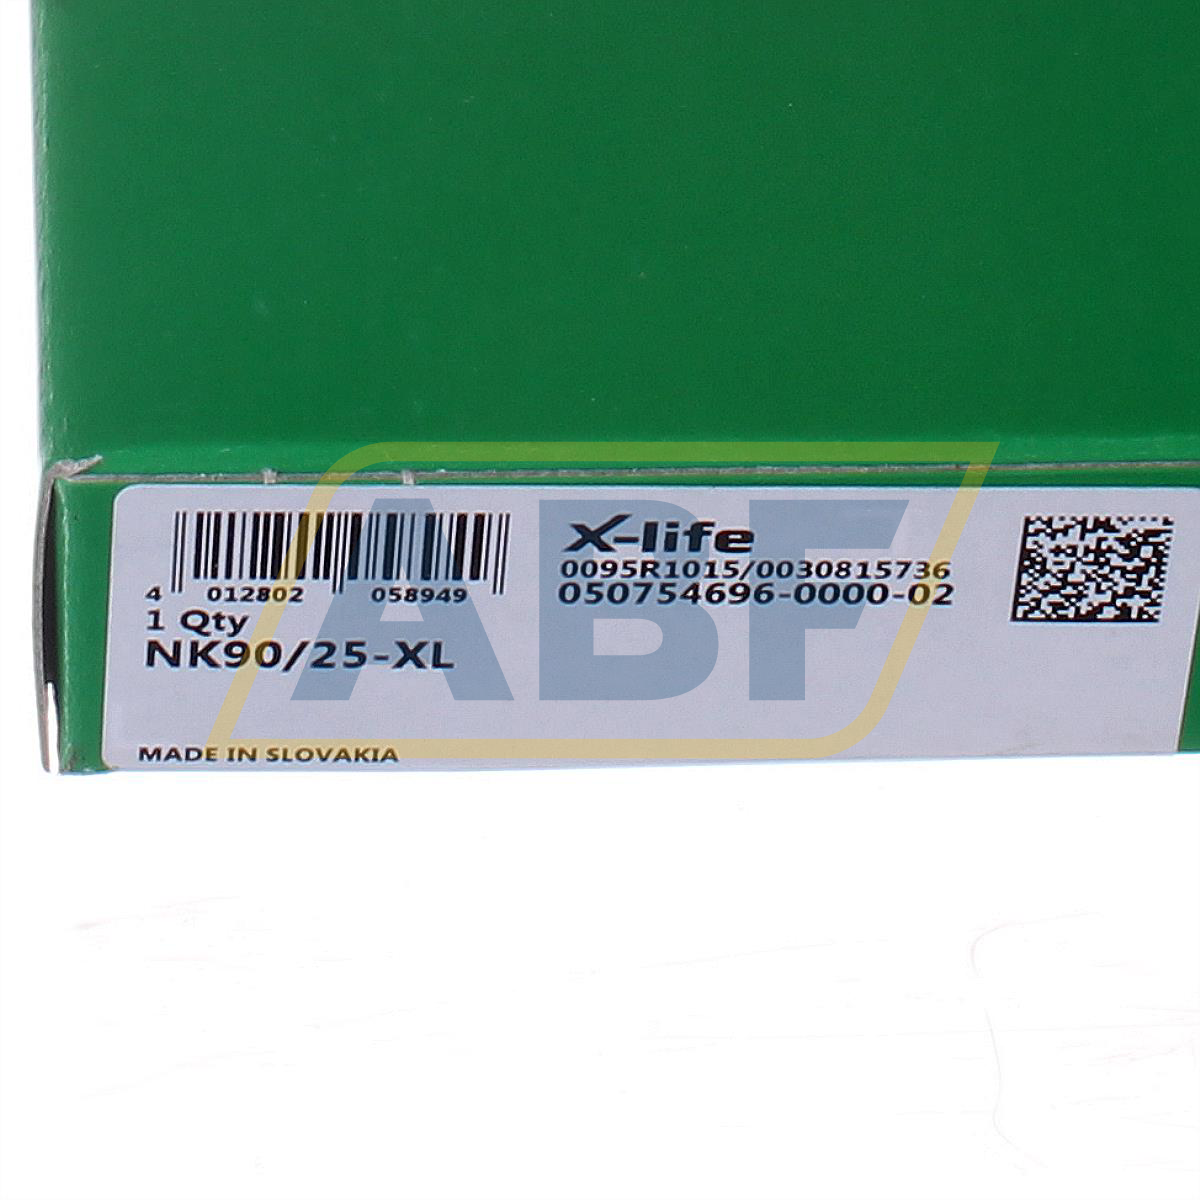 4 012802 058949
1 Qty
NK90/25-XL
MADE IN SLOVAKIA
X-life
0095R1015/0030815736
050754696-0000-02
ABF